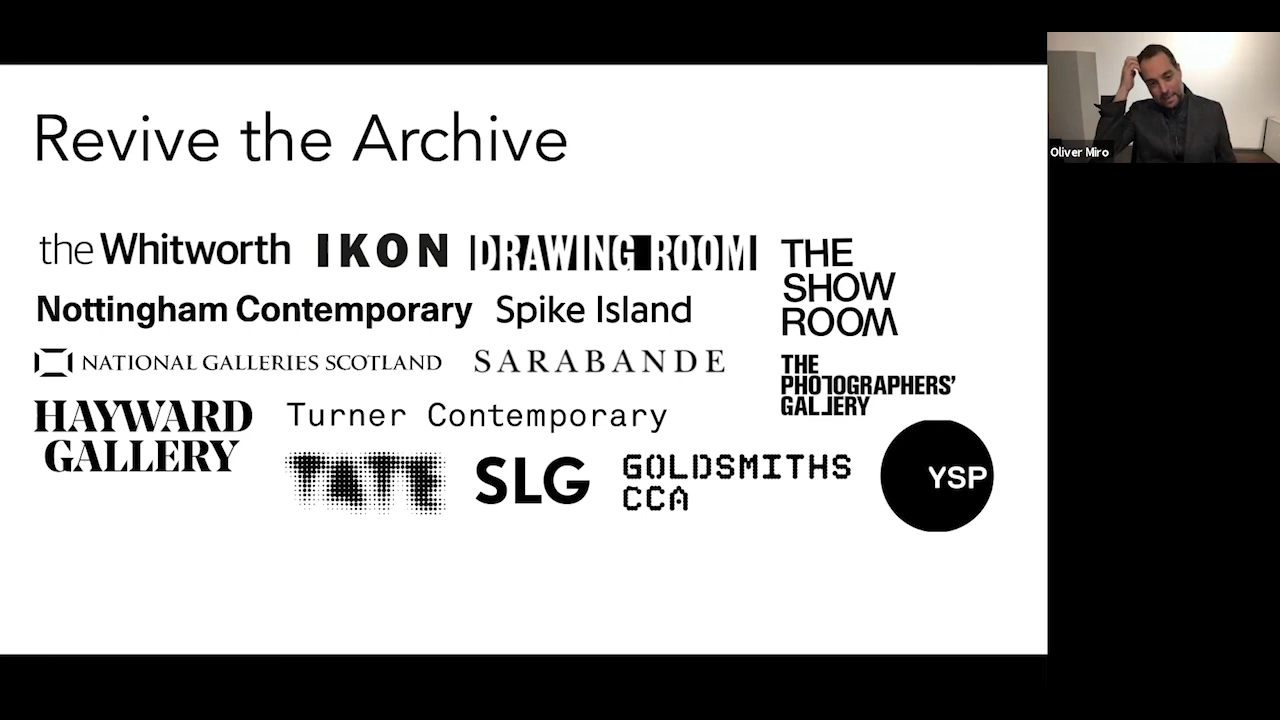 Revive the Archive
the Whitworth
IKON
DRAWING ROOM
THE
SHOW
ROOM
Nottingham Contemporary
Spike Island
NATIONAL GALLERIES SCOTLAND
SARABANDE
THE
PHOTOGRAPHERS'
GALLERY
HAYWARD
GALLERY
Turner Contemporary
TATE
SLG
GOLDSMITHS
CCA
YSP
Oliver Miro